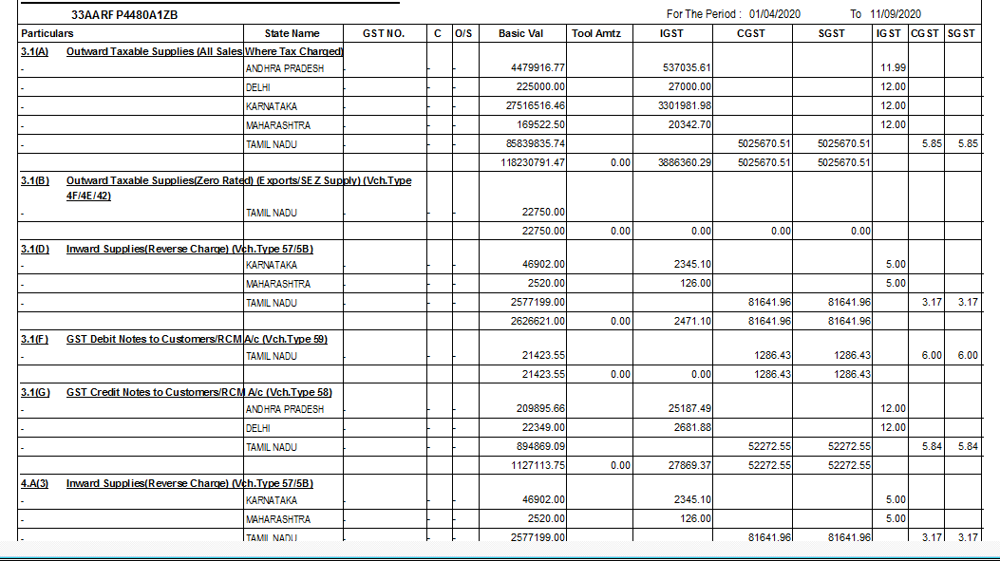 33AARFP4480A1ZB For The Period : 01/04/2020 To 11/09/2020
Particulars State Name GST NO. C O/S Basic Val Tool Amtz IGST CGST SGST IGST CGST SGST
3.1(A) Outward Taxable Supplies (All Sales Where Tax Charged)
- ANDHRA PRADESH - - - 4479916.77 537035.61 11.99
- DELHI - - - 225000.00 27000.00 12.00
- KARNATAKA - - - 27516516.46 3301981.98 12.00
- MAHARASHTRA - - - 169522.50 20342.70 12.00
- TAMIL NADU - - - 85839835.74 5025670.51 5025670.51 5.85 5.85
118230791.47 0.00 3886360.29 5025670.51 5025670.51
3.1(B) Outward Taxable Supplies(Zero Rated) (Exports/SEZ Supply) (Vch.Type
4F/4E/42)
- TAMIL NADU - - - 22750.00
22750.00 0.00 0.00 0.00 0.00
3.1(D) Inward Supplies(Reverse Charge) (Vch.Type 57/5B)
- KARNATAKA - - - 46902.00 2345.10 5.00
- MAHARASHTRA - - - 2520.00 126.00 5.00
- TAMIL NADU - - - 2577199.00 81641.96 81641.96 3.17 3.17
2626621.00 0.00 2471.10 81641.96 81641.96
3.1(F) GST Debit Notes to Customers/RCM A/c (Vch.Type 59)
- TAMIL NADU - - - 21423.55 1286.43 1286.43 6.00 6.00
21423.55 0.00 0.00 1286.43 1286.43
3.1(G) GST Credit Notes to Customers/RCM A/c (Vch.Type 58)
- ANDHRA PRADESH - - - 209895.66 25187.49 12.00
- DELHI - - - 22349.00 2681.88 12.00
- TAMIL NADU - - - 894869.09 52272.55 52272.55 5.84 5.84
1127113.75 0.00 27869.37 52272.55 52272.55
4.A(3) Inward Supplies(Reverse Charge) (Vch.Type 57/5B)
- KARNATAKA - - - 46902.00 2345.10 5.00
- MAHARASHTRA - - - 2520.00 126.00 5.00
- TAMIL NADU - - - 2577199.00 81641.96 81641.96 3.17 3.17